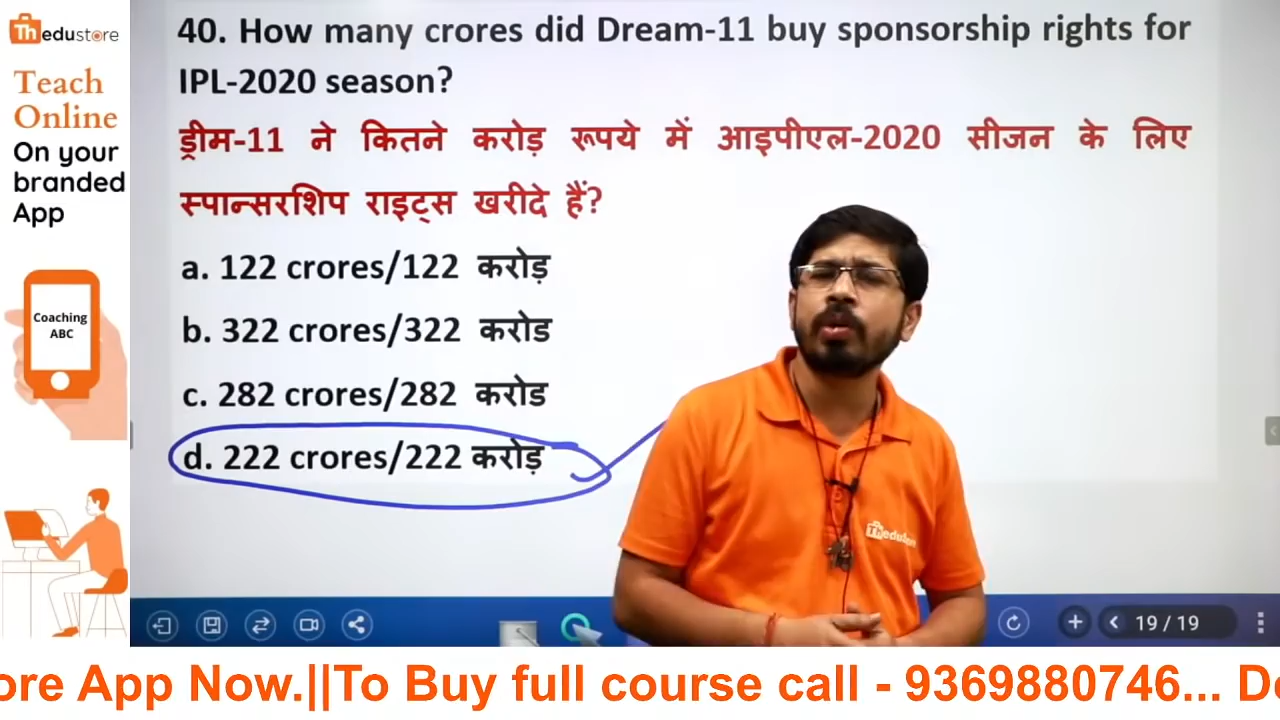 Thedustore
Teach
Online
On your
branded
App
Coaching
ABC
40. How many crores did Dream-11 buy sponsorship rights for
IPL-2020 season?
ड्रीम-11 ने कितने करोड़ रूपये में आइपीएल-2020 सीजन के लिए
स्पान्सरशिप राइट्स खरीदे हैं?
a. 122 crores/122 करोड़
b. 322 crores/322 करोड
c. 282 crores/282 करोड
d. 222 crores/222 करोड़
Thedustore
19 / 19
ore App Now.||To Buy full course call - 9369880746... De